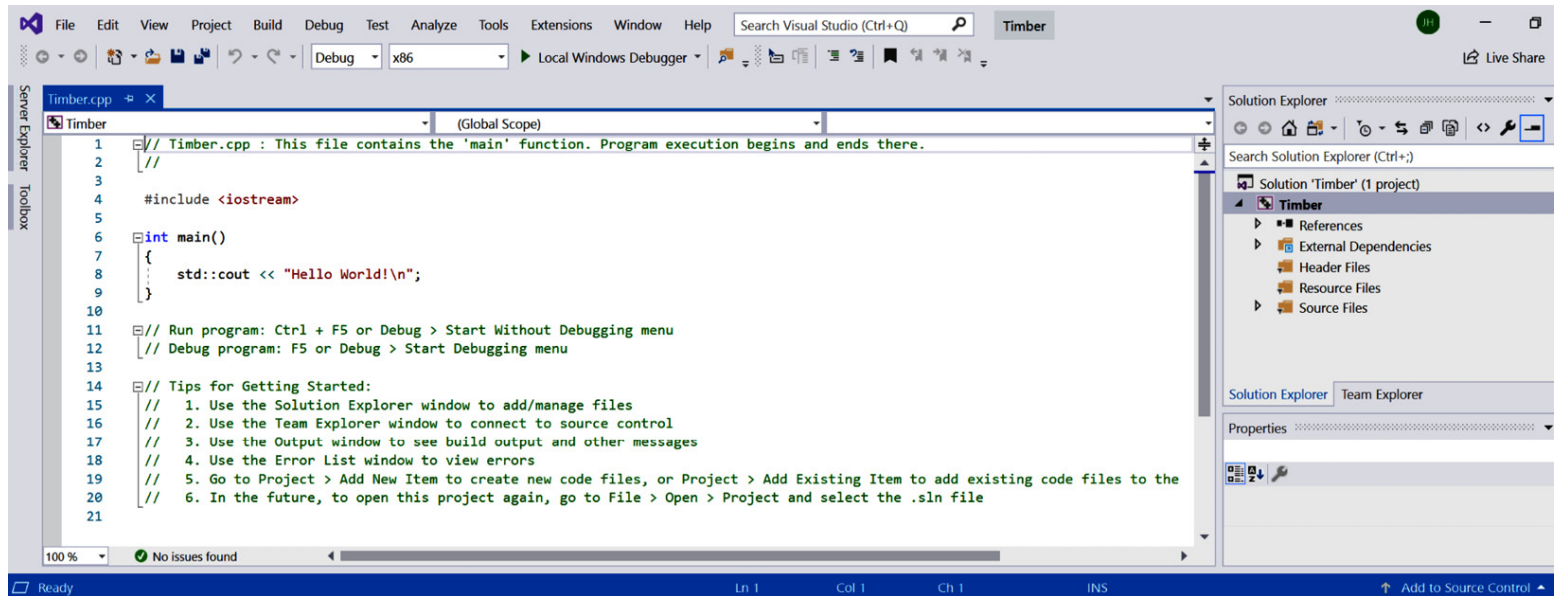 File Edit View Project Build Debug Test Analyze Tools Extensions Window Help Search Visual Studio (Ctrl+Q) Timber JH
Debug x86 Local Windows Debugger Live Share
Server Explorer
Toolbox
Timber.cpp
Timber (Global Scope)
1 // Timber.cpp : This file contains the 'main' function. Program execution begins and ends there.
2 //
3
4 #include <iostream>
5
6 int main()
7 {
8 std::cout << "Hello World!\n";
9 }
10
11 // Run program: Ctrl + F5 or Debug > Start Without Debugging menu
12 // Debug program: F5 or Debug > Start Debugging menu
13
14 // Tips for Getting Started:
15 // 1. Use the Solution Explorer window to add/manage files
16 // 2. Use the Team Explorer window to connect to source control
17 // 3. Use the Output window to see build output and other messages
18 // 4. Use the Error List window to view errors
19 // 5. Go to Project > Add New Item to create new code files, or Project > Add Existing Item to add existing code files to the
20 // 6. In the future, to open this project again, go to File > Open > Project and select the .sln file
21
100 % No issues found
Solution Explorer
Search Solution Explorer (Ctrl+;)
Solution 'Timber' (1 project)
Timber
References
External Dependencies
Header Files
Resource Files
Source Files
Solution Explorer Team Explorer
Properties
Ready Ln 1 Col 1 Ch 1 INS Add to Source Control